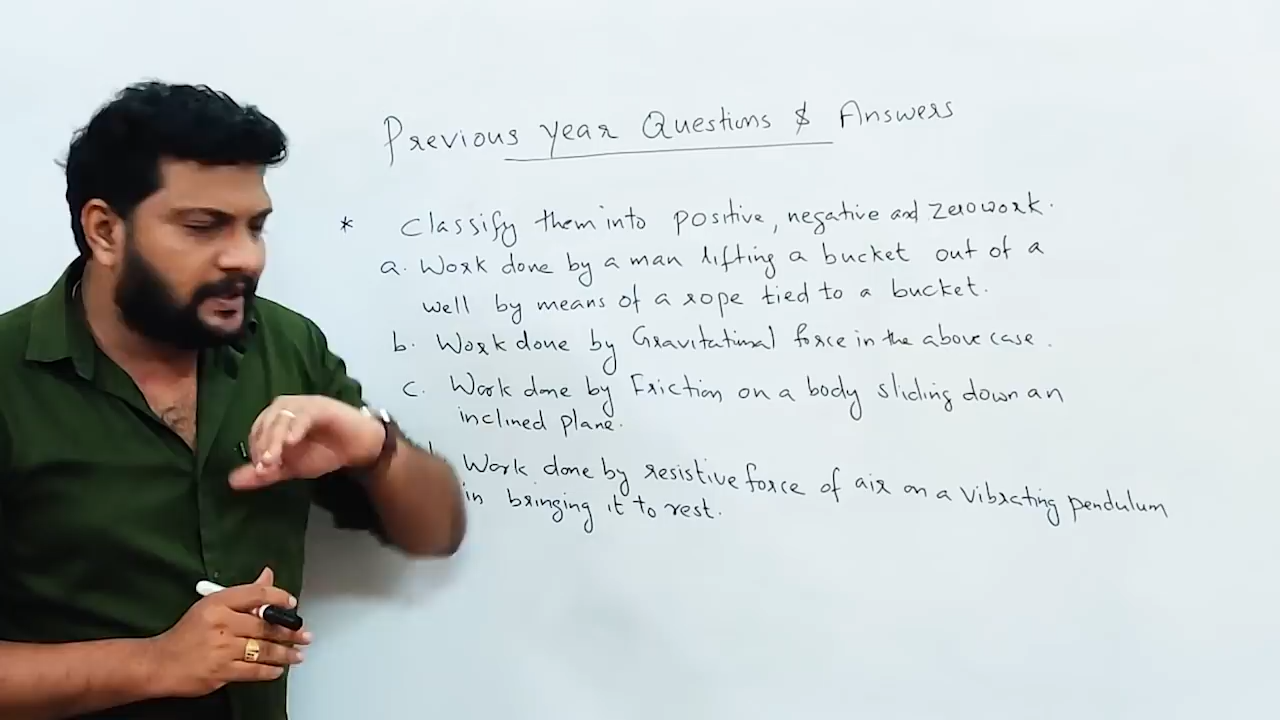 Previous year Questions & Answers
* Classify them into positive, negative and zero work.
a. Work done by a man lifting a bucket out of a
well by means of a rope tied to a bucket.
b. Work done by Gravitational force in the above case.
c. Work done by Friction on a body sliding down an
inclined plane.
Work done by resistive force of air on a vibrating pendulum
in bringing it to rest.